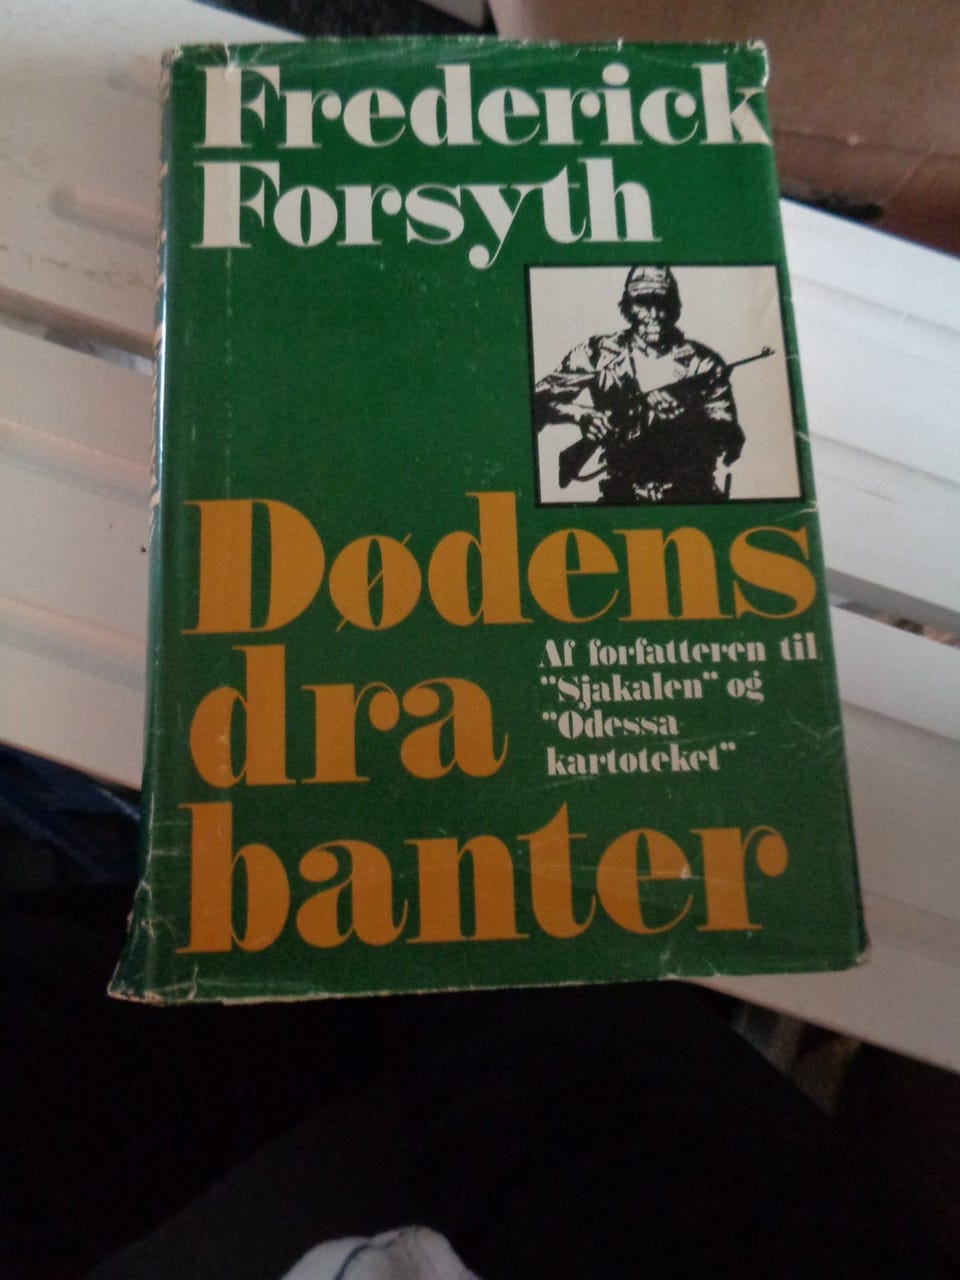 Frederick
Forsyth
Dødens
dra
banter
Af forfatteren til
"Sjakalen" og
"Odessa
kartoteket"